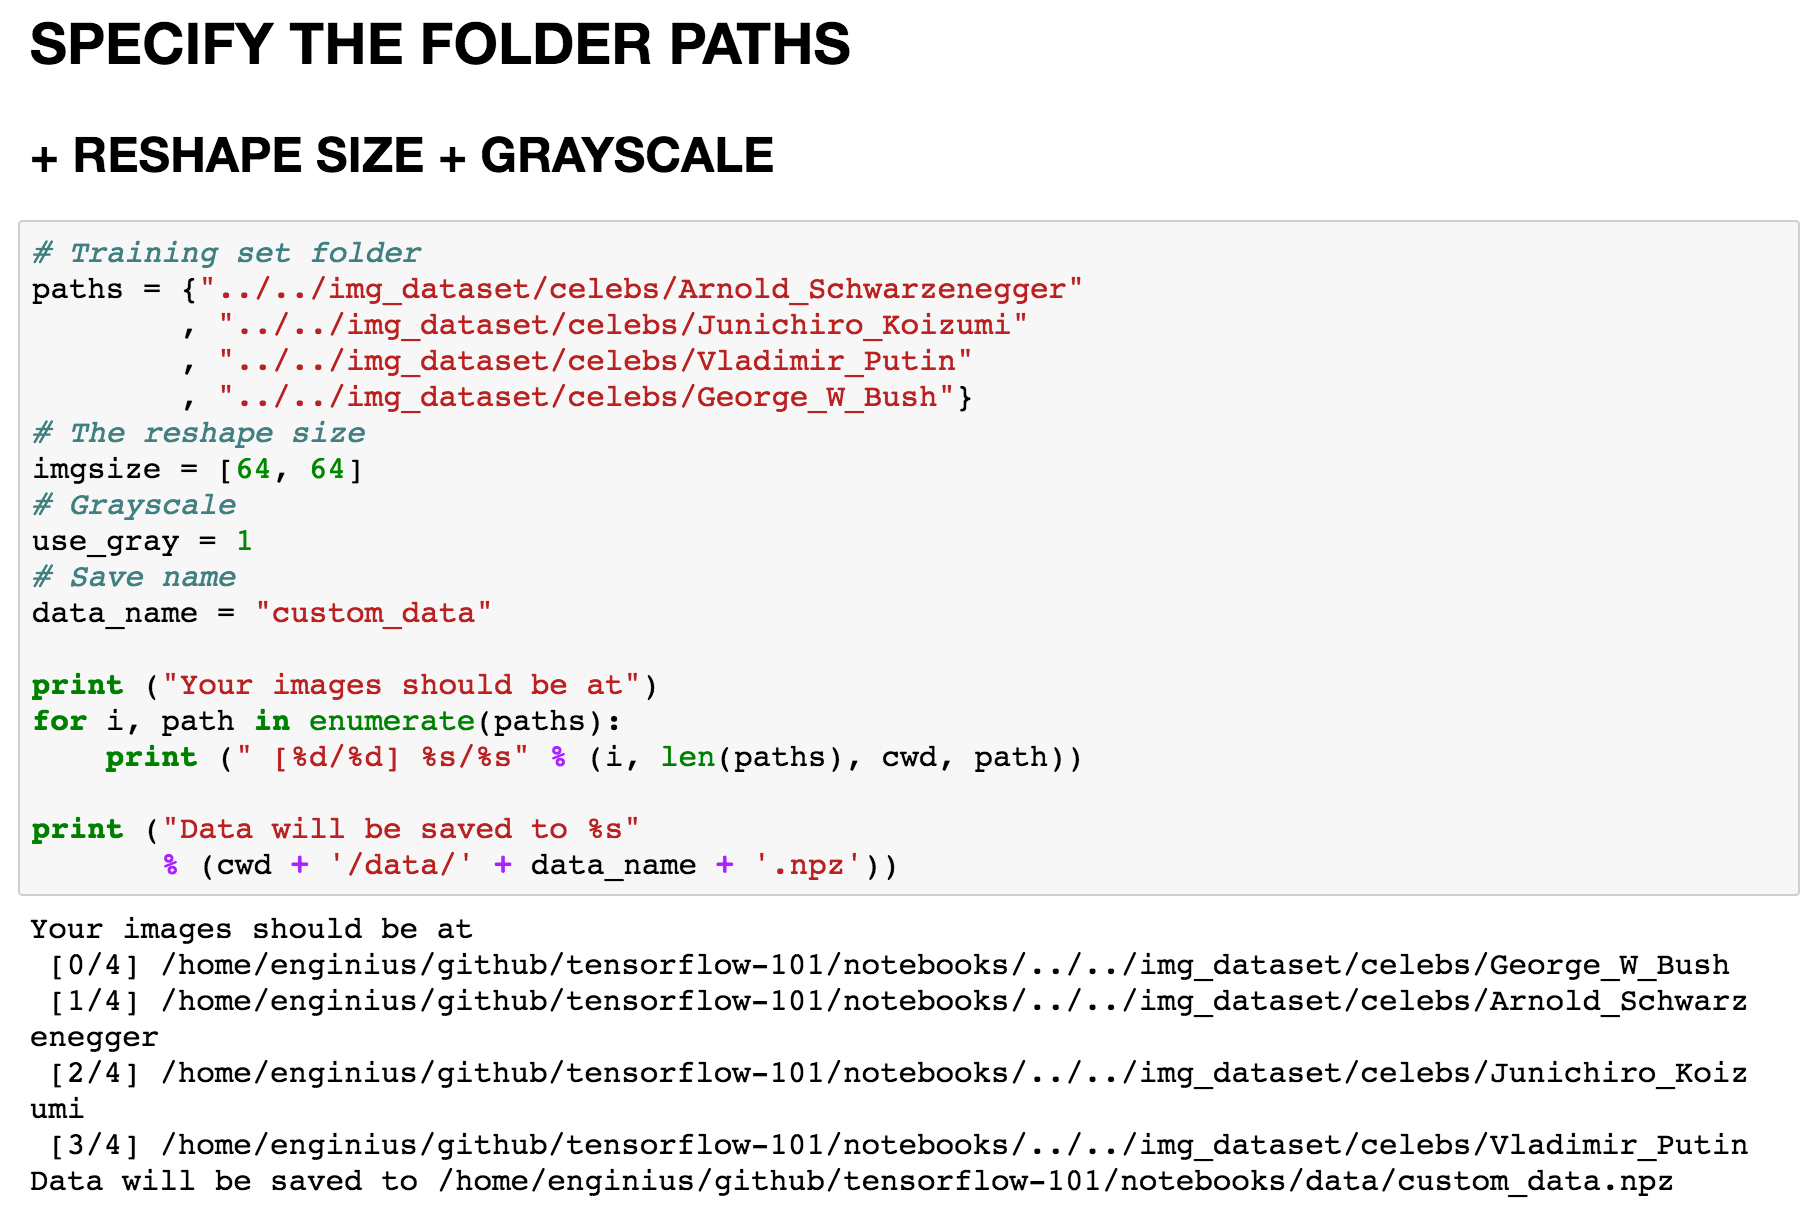 SPECIFY THE FOLDER PATHS
+ RESHAPE SIZE + GRAYSCALE
# Training set folder
paths = {"../../img_dataset/celebs/Arnold_Schwarzenegger"
        , "../../img_dataset/celebs/Junichiro_Koizumi"
        , "../../img_dataset/celebs/Vladimir_Putin"
        , "../../img_dataset/celebs/George_W_Bush"}
# The reshape size
imgsize = [64, 64]
# Grayscale
use_gray = 1
# Save name
data_name = "custom_data"

print ("Your images should be at")
for i, path in enumerate(paths):
    print (" [%d/%d] %s/%s" % (i, len(paths), cwd, path))

print ("Data will be saved to %s"
       % (cwd + '/data/' + data_name + '.npz'))
Your images should be at
 [0/4] /home/enginius/github/tensorflow-101/notebooks/../../img_dataset/celebs/George_W_Bush
 [1/4] /home/enginius/github/tensorflow-101/notebooks/../../img_dataset/celebs/Arnold_Schwarz
enegger
 [2/4] /home/enginius/github/tensorflow-101/notebooks/../../img_dataset/celebs/Junichiro_Koiz
umi
 [3/4] /home/enginius/github/tensorflow-101/notebooks/../../img_dataset/celebs/Vladimir_Putin
Data will be saved to /home/enginius/github/tensorflow-101/notebooks/data/custom_data.npz